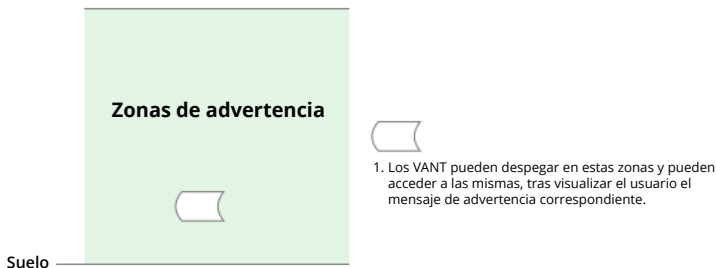 Zonas de advertencia
1. Los VANT pueden despegar en estas zonas y pueden
acceder a las mismas, tras visualizar el usuario el
mensaje de advertencia correspondiente.
Suelo